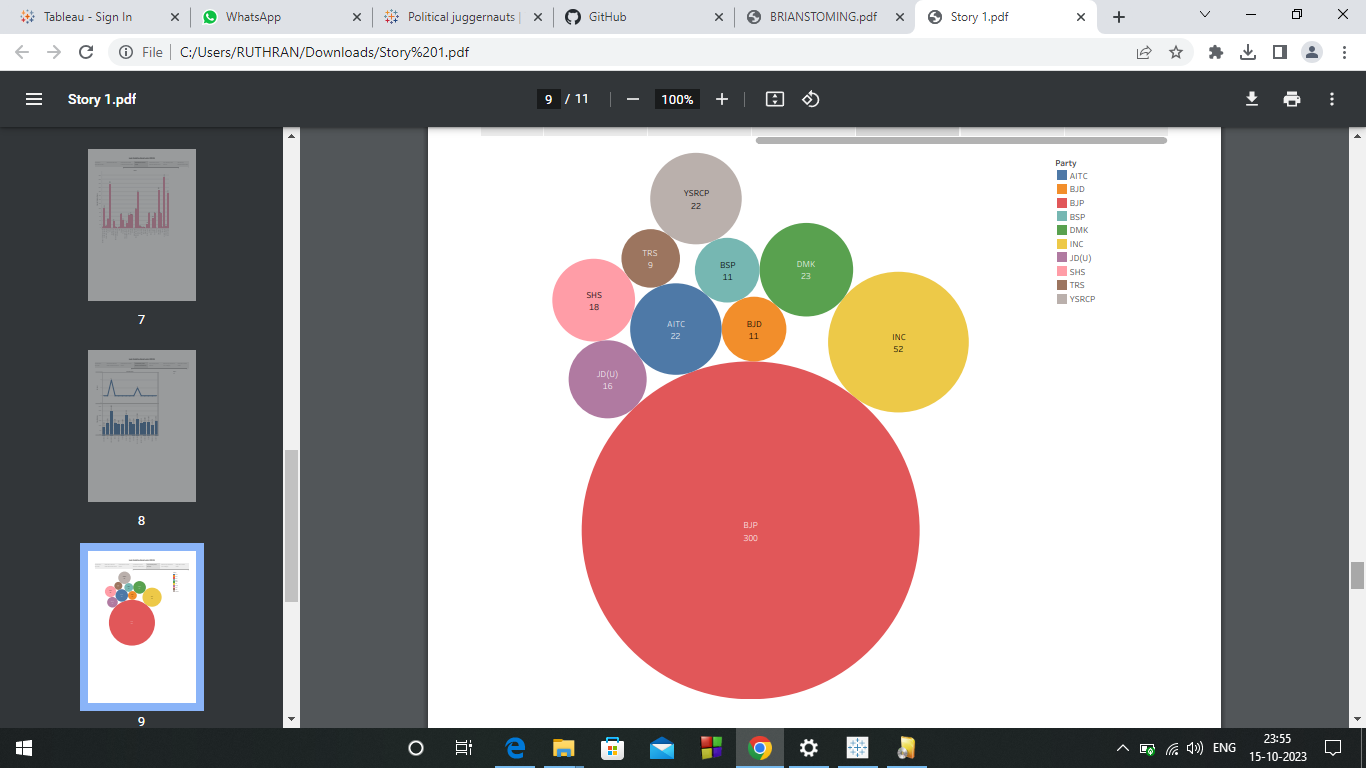 Tableau - Sign In
WhatsApp
Political juggernauts |
GitHub
BRIANSTOMING.pdf
Story 1.pdf
File
C:/Users/RUTHRAN/Downloads/Story%201.pdf
Story 1.pdf
9 / 11
100%
7
8
9
YSRCP
22
TRS
9
BSP
11
DMK
23
SHS
18
AITC
22
BJD
11
INC
52
JD(U)
16
BJP
300
Party
AITC
BJD
BJP
BSP
DMK
INC
JD(U)
SHS
TRS
YSRCP
ENG
23:55
15-10-2023